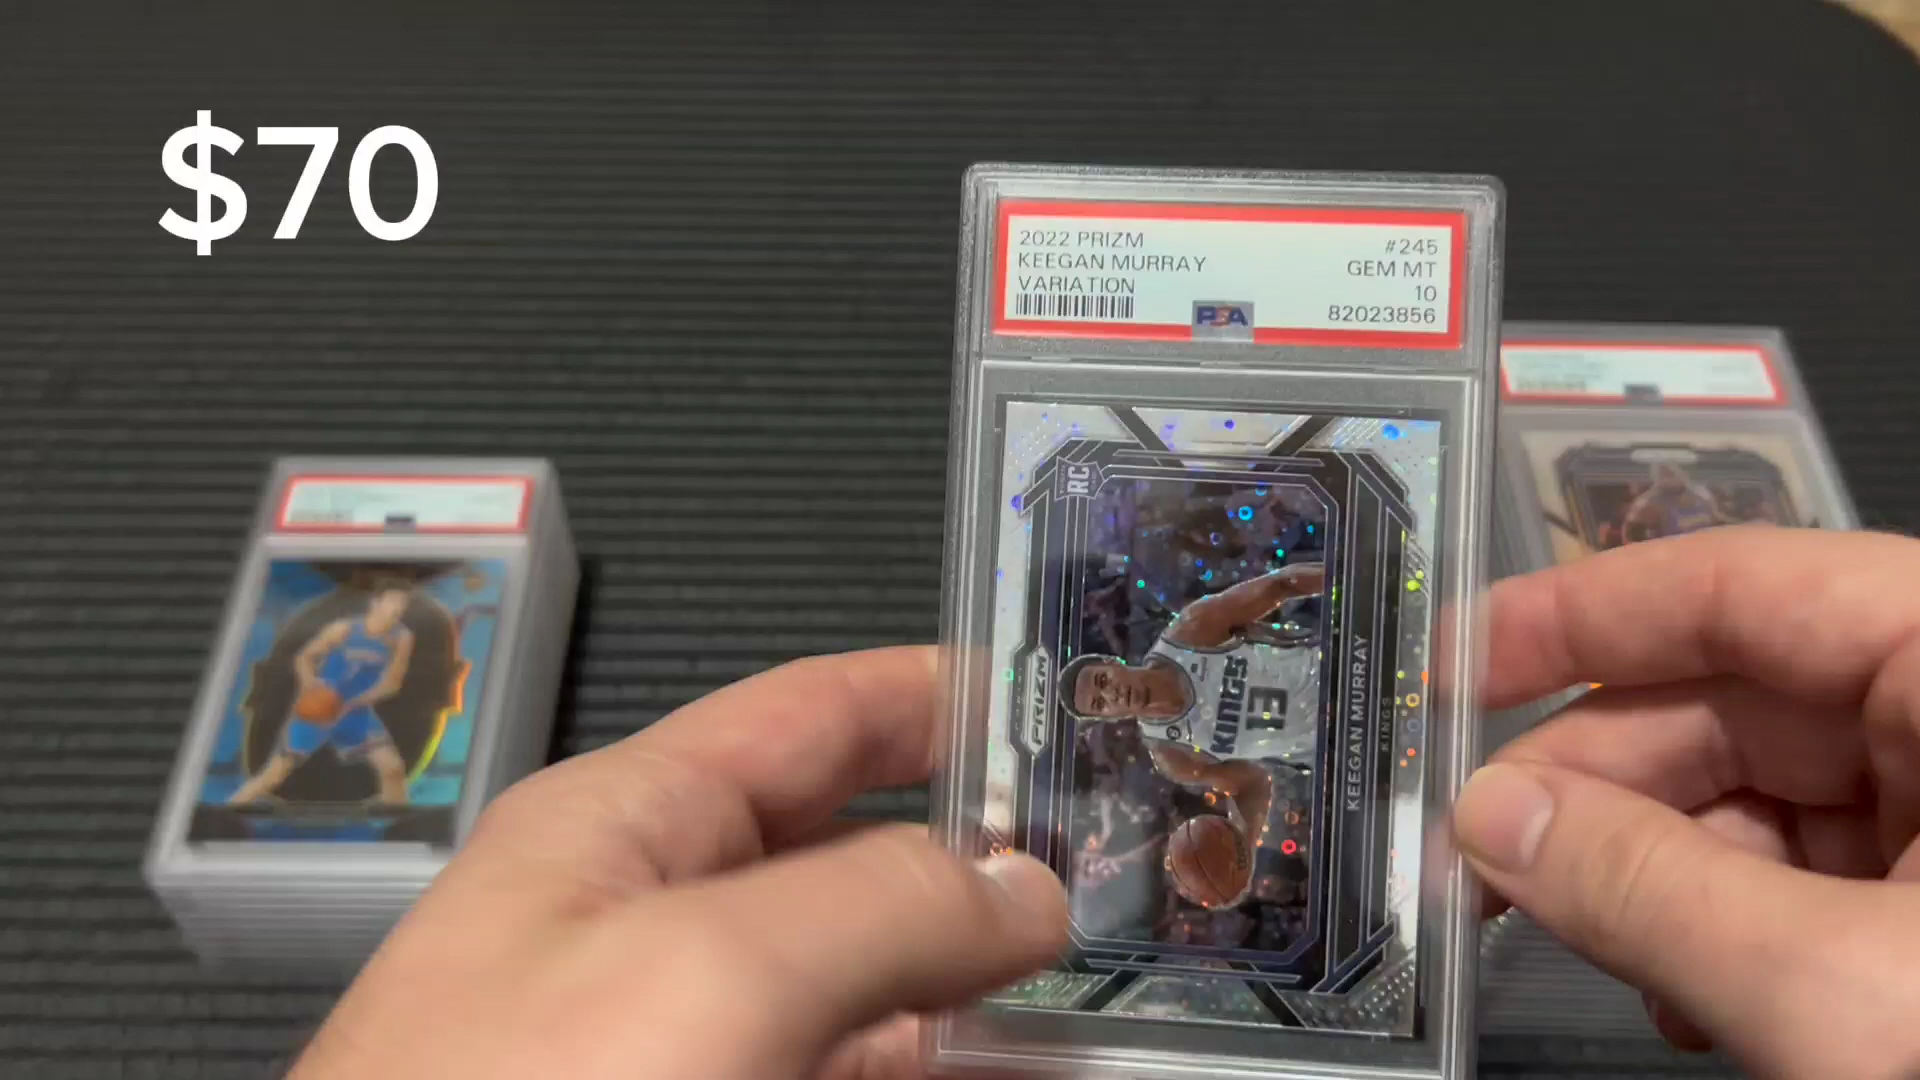 $70
2022 PRIZM #245
KEEGAN MURRAY GEM MT
VARIATION 10
PSA 82023856
RC
PRIZM
KINGS
13
KEEGAN MURRAY
KINGS